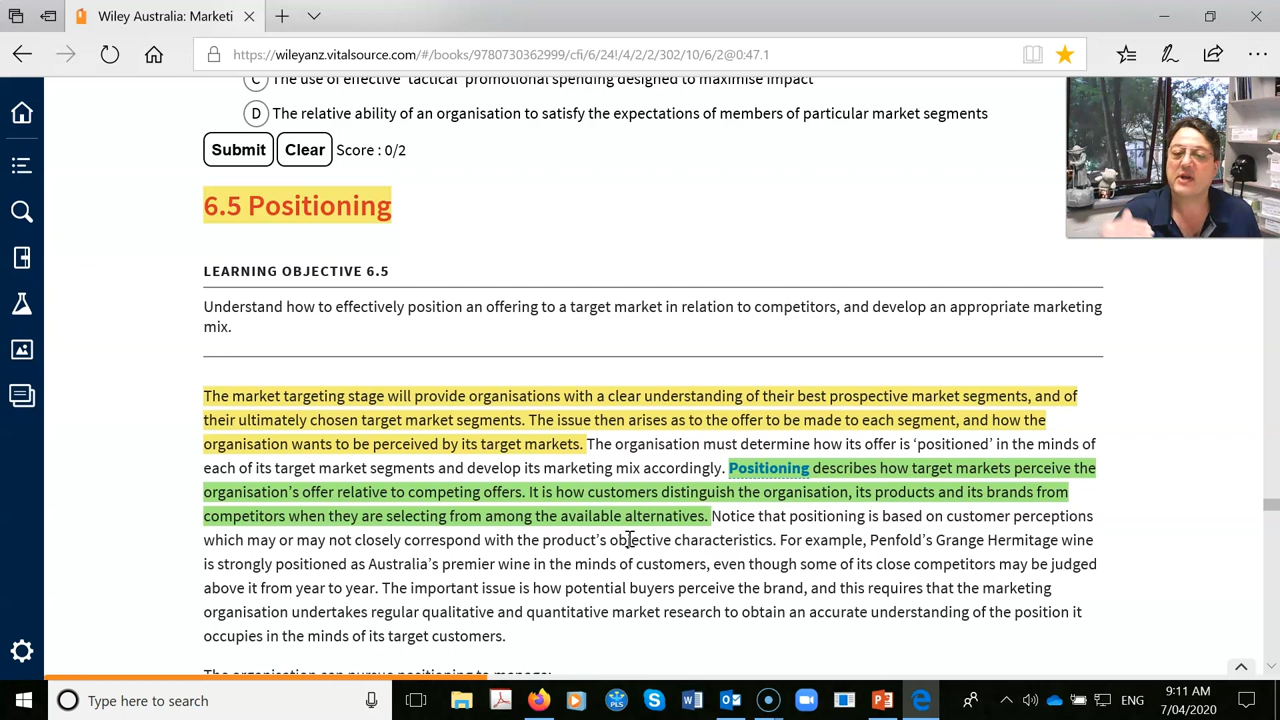 Wiley Australia: Marketi
https://wileyanz.vitalsource.com/#/books/9780730362999/cfi/6/24!/4/2/2/302/10/6/2@0:47.1
C The use of effective 'tactical' promotional spending designed to maximise impact
D The relative ability of an organisation to satisfy the expectations of members of particular market segments
Submit Clear Score : 0/2
6.5 Positioning
LEARNING OBJECTIVE 6.5
Understand how to effectively position an offering to a target market in relation to competitors, and develop an appropriate marketing
mix.
The market targeting stage will provide organisations with a clear understanding of their best prospective market segments, and of
their ultimately chosen target market segments. The issue then arises as to the offer to be made to each segment, and how the
organisation wants to be perceived by its target markets. The organisation must determine how its offer is ‘positioned’ in the minds of
each of its target market segments and develop its marketing mix accordingly. Positioning describes how target markets perceive the
organisation’s offer relative to competing offers. It is how customers distinguish the organisation, its products and its brands from
competitors when they are selecting from among the available alternatives. Notice that positioning is based on customer perceptions
which may or may not closely correspond with the product’s objective characteristics. For example, Penfold’s Grange Hermitage wine
is strongly positioned as Australia’s premier wine in the minds of customers, even though some of its close competitors may be judged
above it from year to year. The important issue is how potential buyers perceive the brand, and this requires that the marketing
organisation undertakes regular qualitative and quantitative market research to obtain an accurate understanding of the position it
occupies in the minds of its target customers.
The organisation can pursue positioning to manage:
Type here to search
PLS
ENG
9:11 AM
7/04/2020